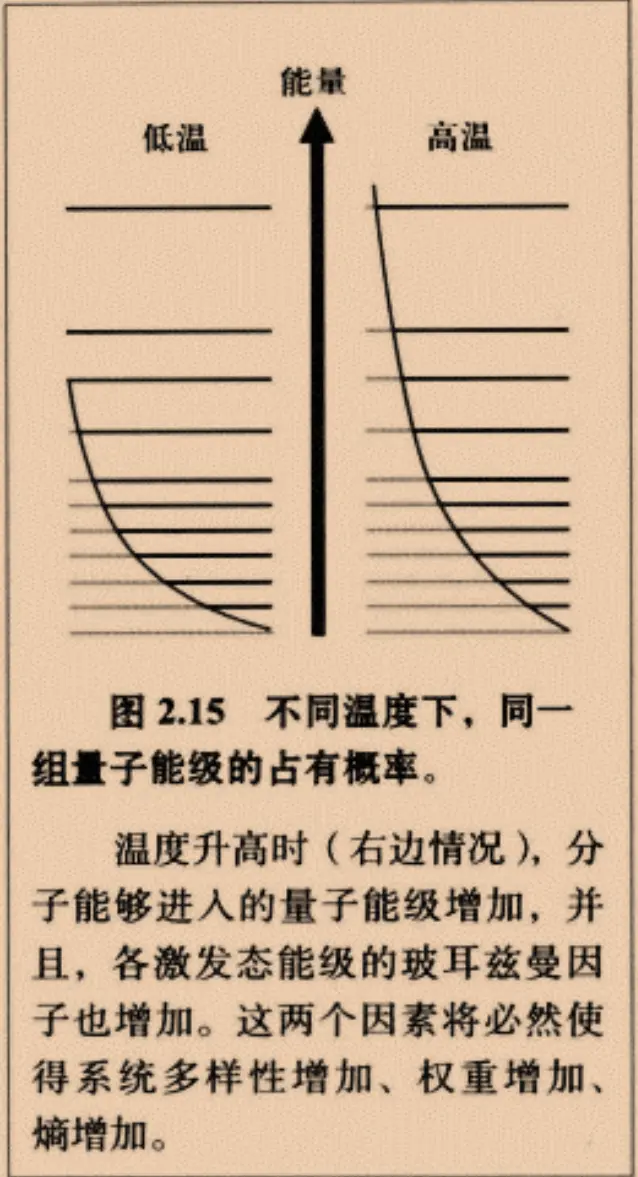 能量
低温
高温
图 2.15 不同温度下，同一
组量子能级的占有概率。
温度升高时（右边情况），分
子能够进入的量子能级增加，并
且，各激发态能级的玻耳兹曼因
子也增加。这两个因素将必然使
得系统多样性增加、权重增加、
熵增加。